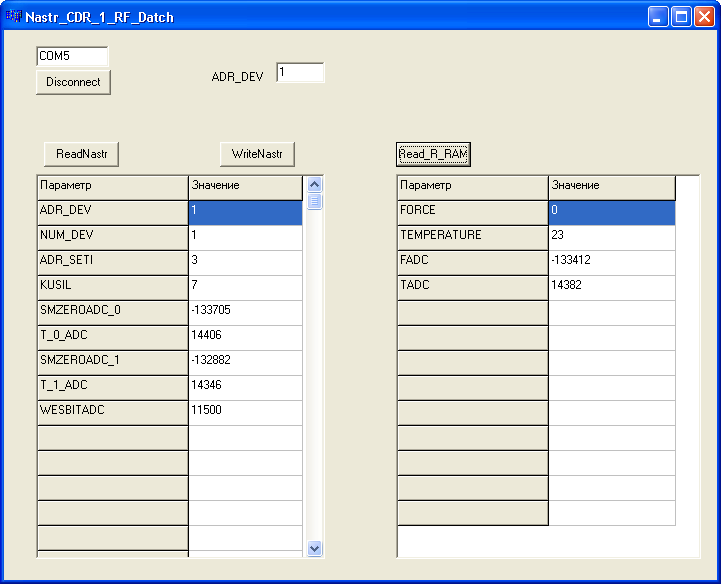 Nastr_CDR_1_RF_Datch
COM5
Disconnect
ADR_DEV 1
ReadNastr WriteNastr Read_R_RAM
Параметр Значение
ADR_DEV 1
NUM_DEV 1
ADR_SETI 3
KUSIL 7
SMZEROADC_0 -133705
T_0_ADC 14406
SMZEROADC_1 -132882
T_1_ADC 14346
WESBITADC 11500
Параметр Значение
FORCE 0
TEMPERATURE 23
FADC -133412
TADC 14382